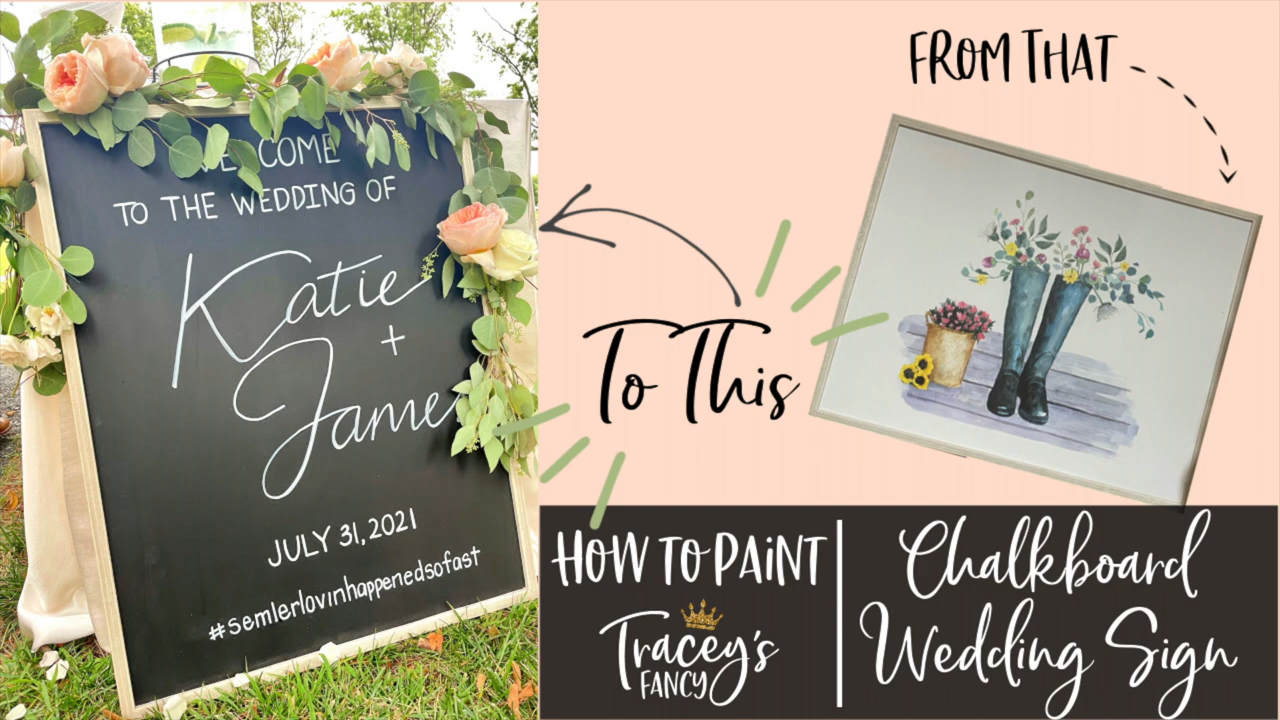 WELCOME
TO THE WEDDING OF
Katie
+
Jame
JULY 31, 2021
#semlerlovinhappenedsofast
FROM THAT
To This
HOW TO PAINT
Tracey's
FANCY
Chalkboard
Wedding Sign